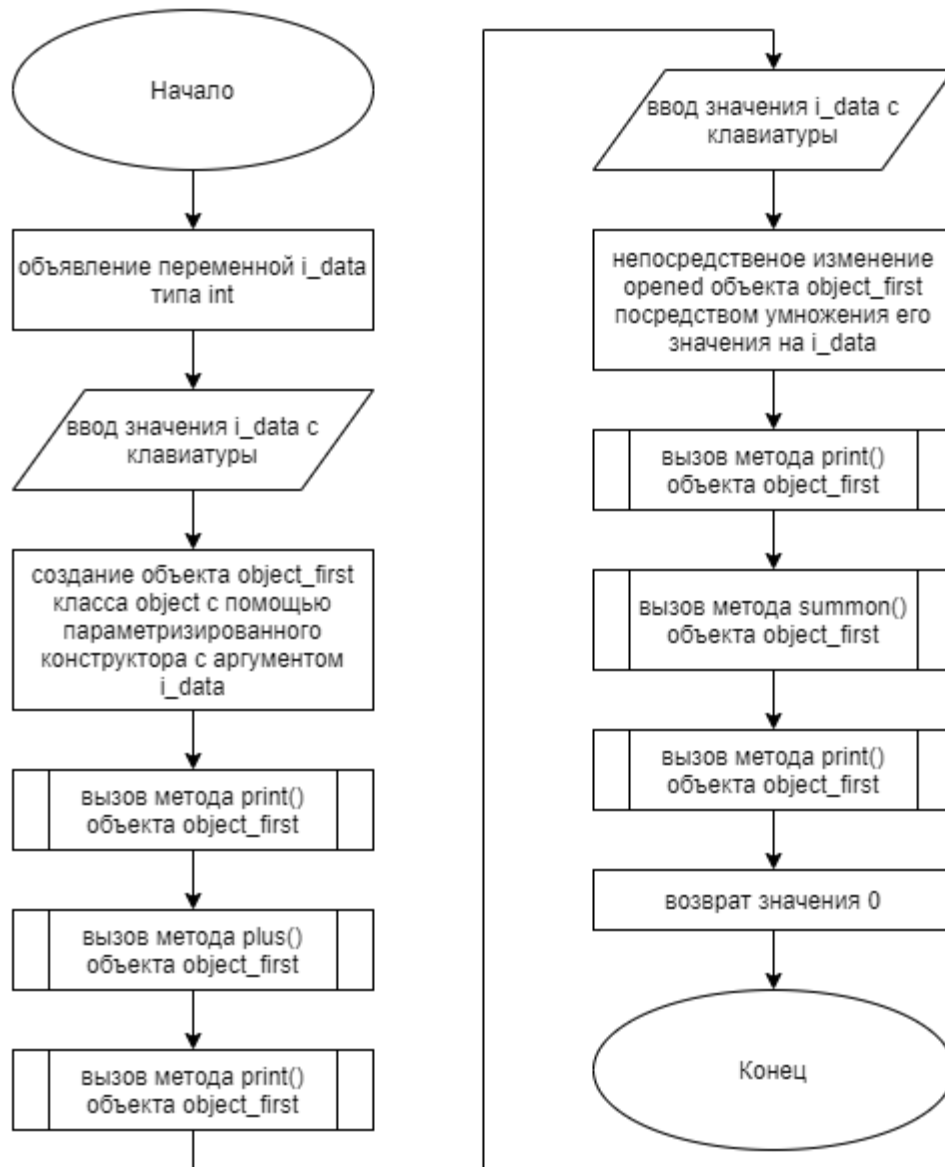 Начало
объявление переменной i_data
типа int
ввод значения i_data с
клавиатуры
создание объекта object_first
класса object с помощью
параметризированного
конструктора с аргументом
i_data
вызов метода print()
объекта object_first
вызов метода plus()
объекта object_first
вызов метода print()
объекта object_first
ввод значения i_data с
клавиатуры
непосредственое изменение
opened объекта object_first
посредством умножения его
значения на i_data
вызов метода print()
объекта object_first
вызов метода summon()
объекта object_first
вызов метода print()
объекта object_first
возврат значения 0
Конец